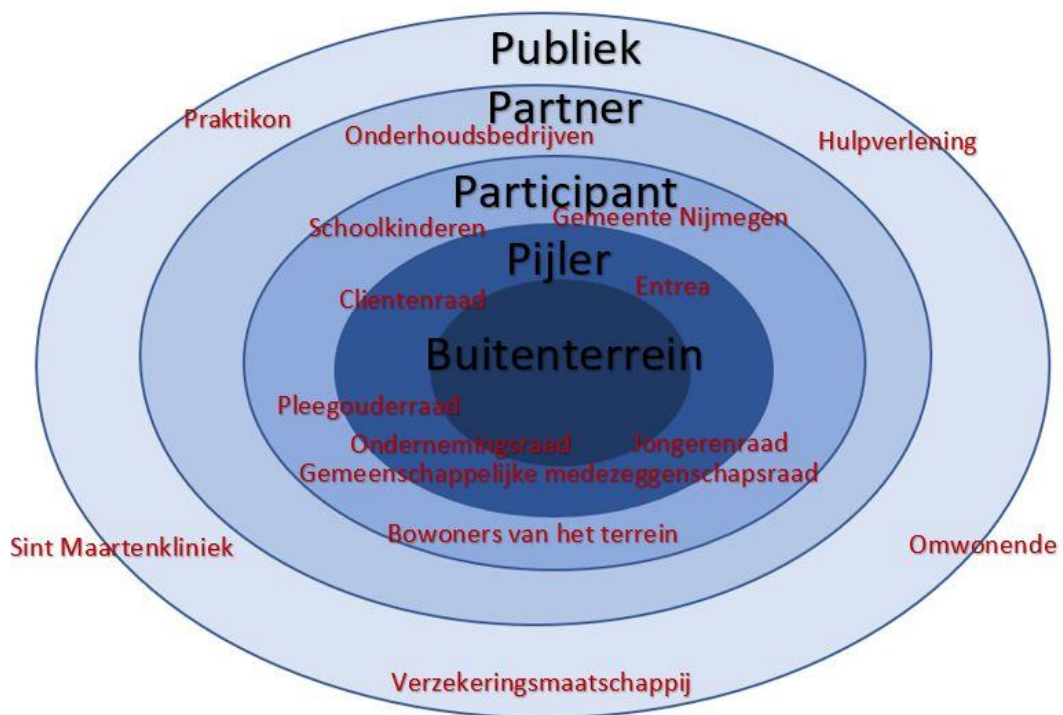 Publiek
Partner
Praktikon
Onderhoudsbedrijven
Hulpverlening
Participant
Schoolkinderen
Gemeente Nijmegen
Pijler
Clientenraad
Entrea
Buitenterrein
Pleegouderraad
Ondernemingsraad
Jongerenraad
Gemeenschappelijke medezeggenschapsraad
Bowoners van het terrein
Sint Maartenkliniek
Omwonende
Verzekeringsmaatschappij